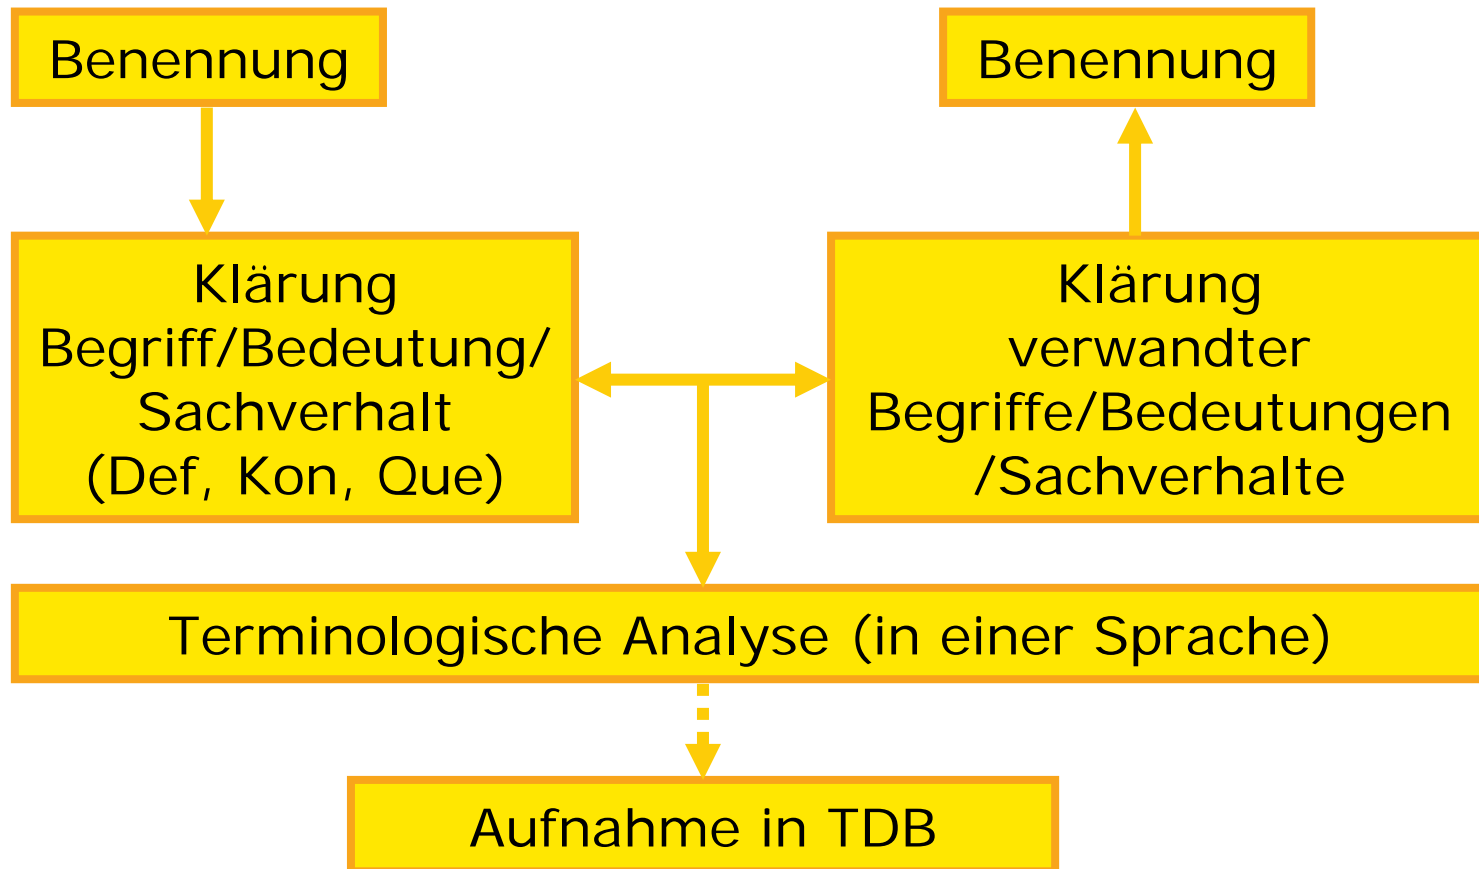 Benennung
Benennung
Klärung
Begriff/Bedeutung/
Sachverhalt
(Def, Kon, Que)
Klärung
verwandter
Begriffe/Bedeutungen
/Sachverhalte
Terminologische Analyse (in einer Sprache)
Aufnahme in TDB